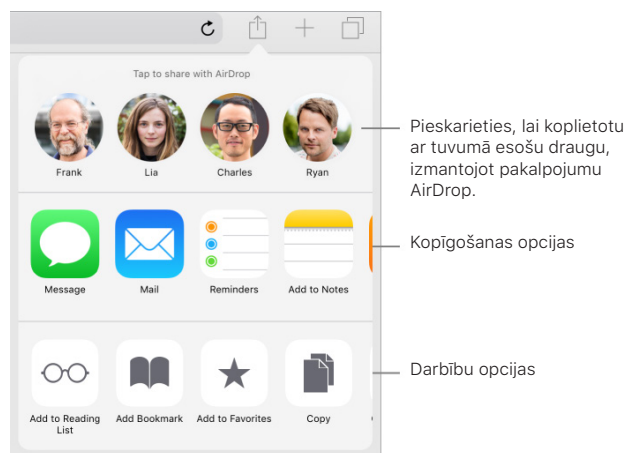 Tap to share with AirDrop
Frank Lia Charles Ryan
Pieskarieties, lai koplietotu
ar tuvumā esošu draugu,
izmantojot pakalpojumu
AirDrop.
Message Mail Reminders Add to Notes
Kopīgošanas opcijas
Add to Reading
List
Add Bookmark Add to Favorites Copy
Darbību opcijas